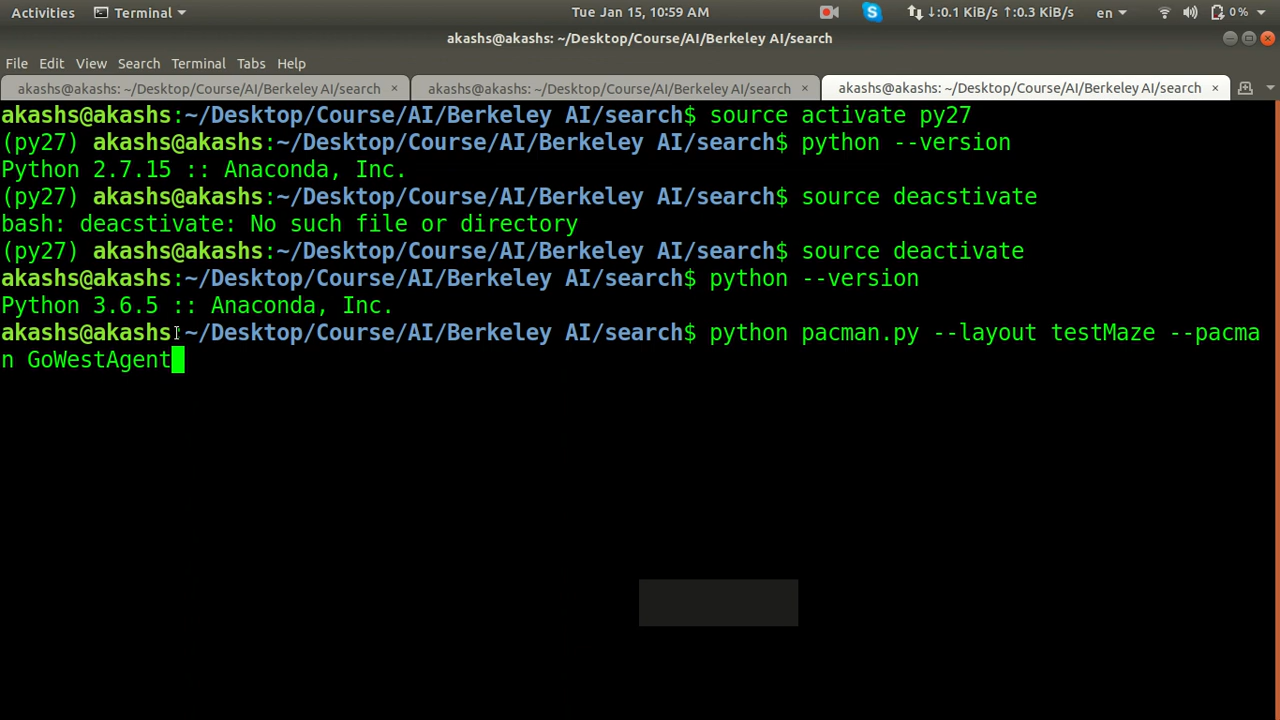 Activities Terminal Tue Jan 15, 10:59 AM ↓:0.1 KiB/s ↑:0.3 KiB/s en 0 %
akashs@akashs: ~/Desktop/Course/AI/Berkeley AI/search
File Edit View Search Terminal Tabs Help
akashs@akashs: ~/Desktop/Course/AI/Berkeley AI/search × akashs@akashs: ~/Desktop/Course/AI/Berkeley AI/search × akashs@akashs: ~/Desktop/Course/AI/Berkeley AI/search ×
akashs@akashs:~/Desktop/Course/AI/Berkeley AI/search$ source activate py27
(py27) akashs@akashs:~/Desktop/Course/AI/Berkeley AI/search$ python --version
Python 2.7.15 :: Anaconda, Inc.
(py27) akashs@akashs:~/Desktop/Course/AI/Berkeley AI/search$ source deacstivate
bash: deacstivate: No such file or directory
(py27) akashs@akashs:~/Desktop/Course/AI/Berkeley AI/search$ source deactivate
akashs@akashs:~/Desktop/Course/AI/Berkeley AI/search$ python --version
Python 3.6.5 :: Anaconda, Inc.
akashs@akashs:~/Desktop/Course/AI/Berkeley AI/search$ python pacman.py --layout testMaze --pacma
n GoWestAgent